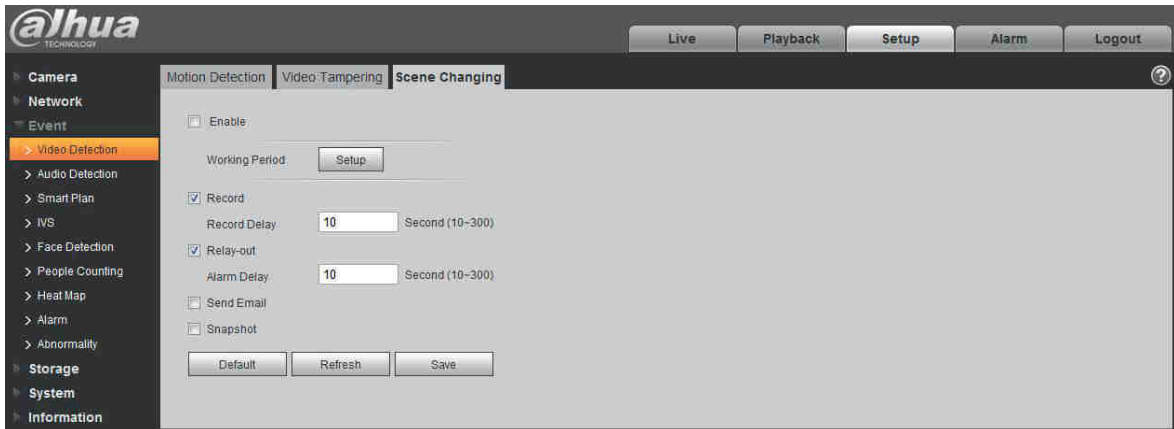 alhua
TECHNOLOGY
Live Playback Setup Alarm Logout
Camera
Network
Event
Video Detection
Audio Detection
Smart Plan
IVS
Face Detection
People Counting
Heat Map
Alarm
Abnormality
Storage
System
Information
Motion Detection Video Tampering Scene Changing ?
Enable
Working Period Setup
Record
Record Delay 10 Second (10~300)
Relay-out
Alarm Delay 10 Second (10~300)
Send Email
Snapshot
Default Refresh Save